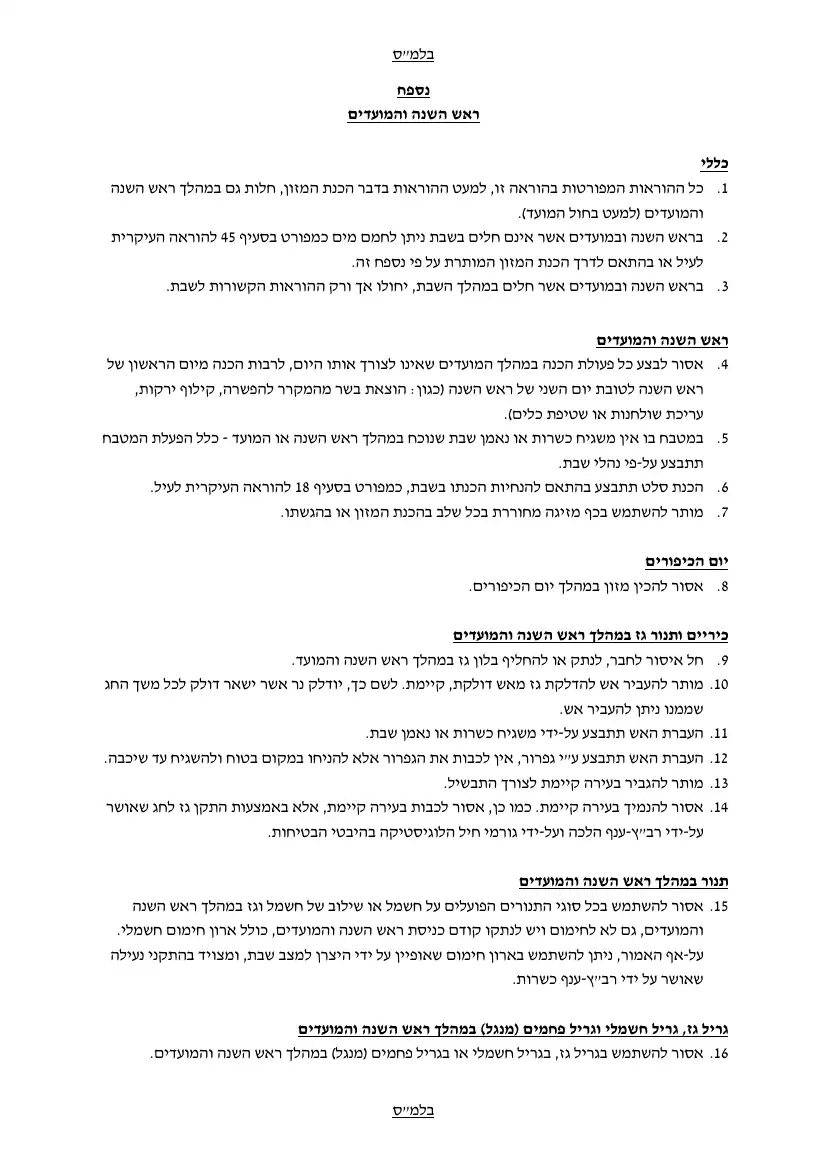 בלמ״ס
נספח
ראש השנה והמועדים
כללי
1. כל ההוראות המפורטות בהוראה זו, למעט ההוראות בדבר הכנת המזון, חלות גם במהלך ראש השנה
והמועדים (למעט בחול המועד).
2. בראש השנה ובמועדים אשר אינם חלים בשבת ניתן לחמם מים כמפורט בסעיף 45 להוראה העיקרית
לעיל או בהתאם לדרך הכנת המזון המותרת על פי נספח זה.
3. בראש השנה ובמועדים אשר חלים במהלך השבת, יחולו אך ורק ההוראות הקשורות לשבת.
ראש השנה והמועדים
4. אסור לבצע כל פעולת הכנה במהלך המועדים שאינו לצורך אותו היום, לרבות הכנה מיום הראשון של
ראש השנה לטובת יום השני של ראש השנה (כגון: הוצאת בשר מהמקרר להפשרה, קילוף ירקות,
עריכת שולחנות או שטיפת כלים).
5. במטבח בו אין משגיח כשרות או נאמן שבת שנוכח במהלך ראש השנה או המועד - כלל הפעלת המטבח
תתבצע על-פי נהלי שבת.
6. הכנת סלט תתבצע בהתאם להנחיות הכנתו בשבת, כמפורט בסעיף 18 להוראה העיקרית לעיל.
7. מותר להשתמש בכף מזיגה מחוררת בכל שלב בהכנת המזון או בהגשתו.
יום הכיפורים
8. אסור להכין מזון במהלך יום הכיפורים.
כיריים ותנור גז במהלך ראש השנה והמועדים
9. חל איסור לחבר, לנתק או להחליף בלון גז במהלך ראש השנה והמועד.
10. מותר להעביר אש להדלקת גז מאש דולקת, קיימת. לשם כך, יודלק נר אשר ישאר דולק לכל משך החג
שממנו ניתן להעביר אש.
11. העברת האש תתבצע על-ידי משגיח כשרות או נאמן שבת.
12. העברת האש תתבצע ע״י גפרור, אין לכבות את הגפרור אלא להניחו במקום בטוח ולהשגיח עד שיכבה.
13. מותר להגביר בעירה קיימת לצורך התבשיל.
14. אסור להנמיך בעירה קיימת. כמו כן, אסור לכבות בעירה קיימת, אלא באמצעות התקן גז לחג שאושר
על-ידי רב״ץ-ענף הלכה ועל-ידי גורמי חיל הלוגיסטיקה בהיבטי הבטיחות.
תנור במהלך ראש השנה והמועדים
15. אסור להשתמש בכל סוגי התנורים הפועלים על חשמל או שילוב של חשמל וגז במהלך ראש השנה
והמועדים, גם לא לחימום ויש לנתקו קודם כניסת ראש השנה והמועדים, כולל ארון חימום חשמלי.
על-אף האמור, ניתן להשתמש בארון חימום שאופיין על ידי היצרן למצב שבת, ומצויד בהתקני נעילה
שאושר על ידי רב״ץ-ענף כשרות.
גריל גז, גריל חשמלי וגריל פחמים (מנגל) במהלך ראש השנה והמועדים
16. אסור להשתמש בגריל גז, בגריל חשמלי או בגריל פחמים (מנגל) במהלך ראש השנה והמועדים.
בלמ״ס